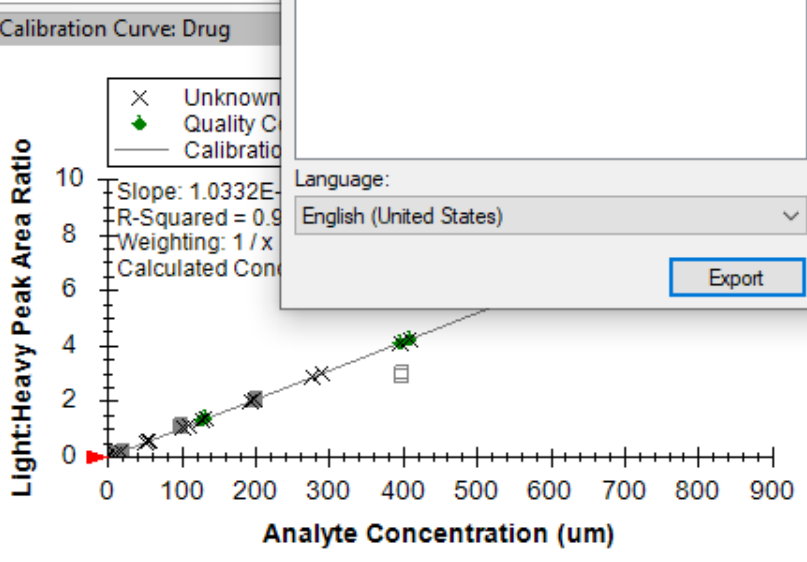 Calibration Curve: Drug
Unknown
Quality C
Calibratio
Slope: 1.0332E-
R-Squared = 0.9
Weighting: 1 / x
Calculated Conc
Language:
English (United States)
Export
Light:Heavy Peak Area Ratio
10
8
6
4
2
0
0 100 200 300 400 500 600 700 800 900
Analyte Concentration (um)